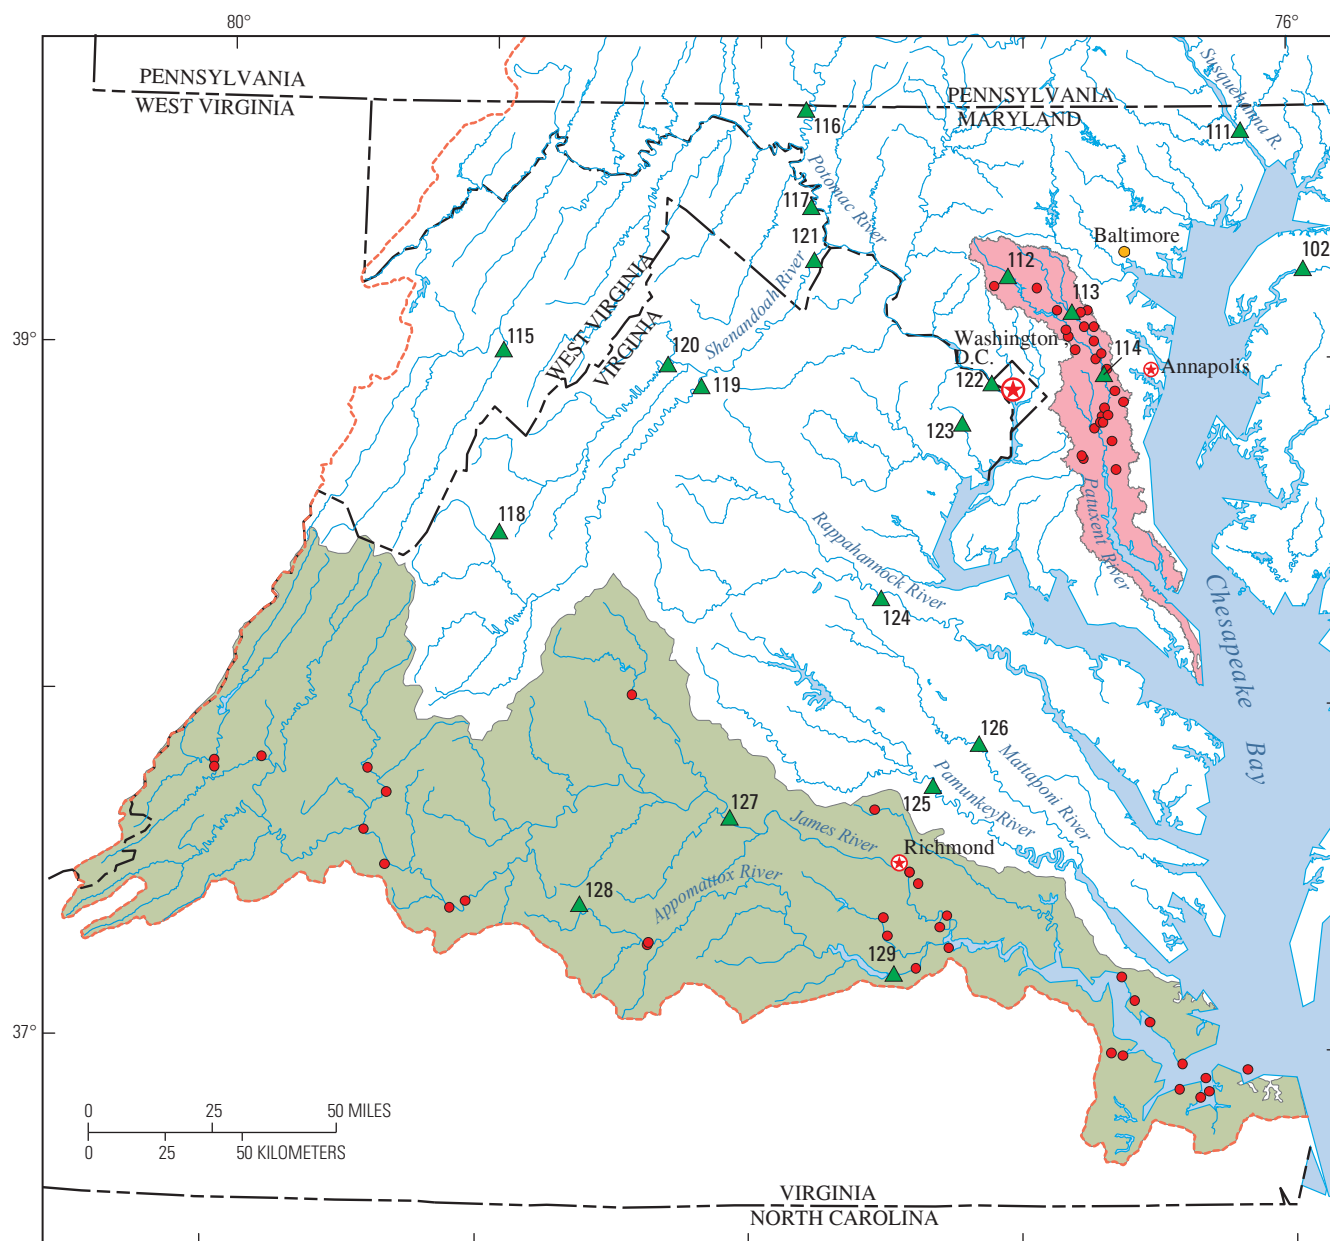 80°
76°
PENNSYLVANIA
WEST VIRGINIA
PENNSYLVANIA
MARYLAND
Susquehanna R.
111
116
Potomac River
117
121
Baltimore
102
112
113
WEST VIRGINIA
VIRGINIA
Shenandoah River
39°
115
120
119
Washington,
D.C.
114
Annapolis
122
123
118
Rappahannock River
Patuxent River
124
Chesapeake
Bay
126
Mattaponi River
125
Pamunkey River
127
James River
Richmond
128
Appomattox River
129
37°
0 25 50 MILES
0 25 50 KILOMETERS
VIRGINIA
NORTH CAROLINA